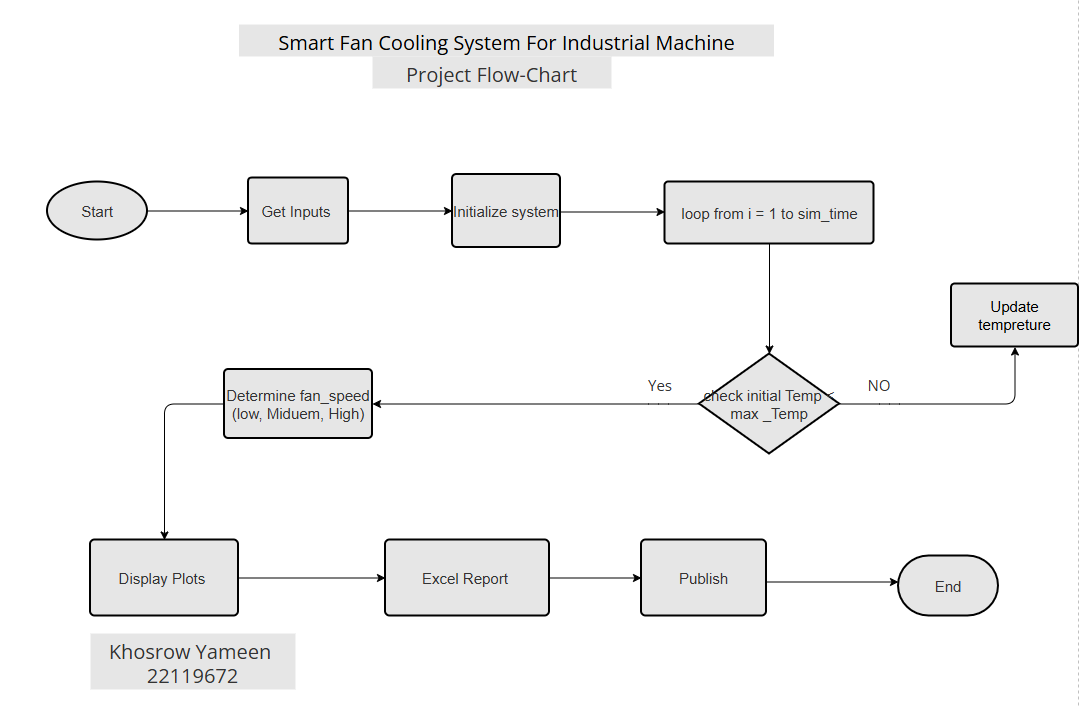 Smart Fan Cooling System For Industrial Machine
Project Flow-Chart
Start
Get Inputs
Initialize system
loop from i = 1 to sim_time
Update
tempreture
Yes
check initial Temp <
max _Temp
NO
Determine fan_speed
(low, Miduem, High)
Display Plots
Excel Report
Publish
End
Khosrow Yameen
22119672